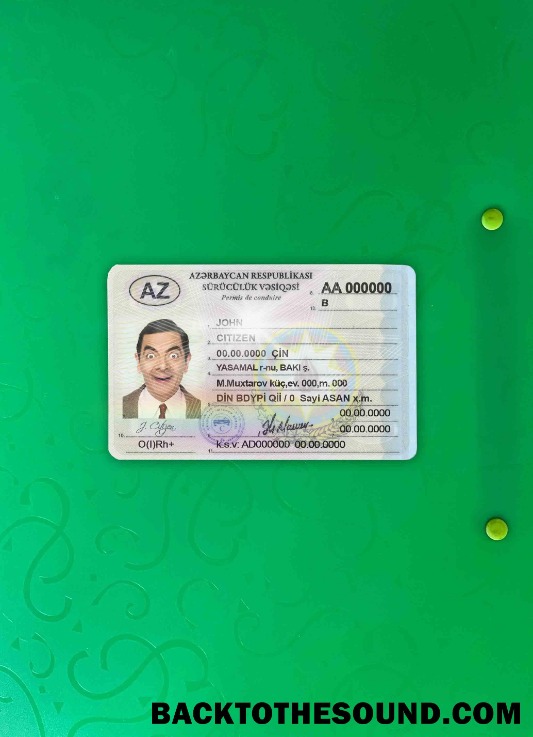 AZ
AZƏRBAYCAN RESPUBLİKASI
SÜRÜCÜLÜK VƏSİQƏSİ
Permis de conduire
AA 000000
B
JOHN
CITIZEN
00.00.0000 ÇİN
YASAMAL r-nu, BAKI ş.
M.Muxtarov küç,ev. 000,m. 000
DİN BDYPİ Qİİ / 0 Sayi ASAN x.m.
00.00.0000
00.00.0000
J. Citizen
O(I)Rh+
K.s.v: AD000000 00.00.0000
BACKTOTHESOUND.COM